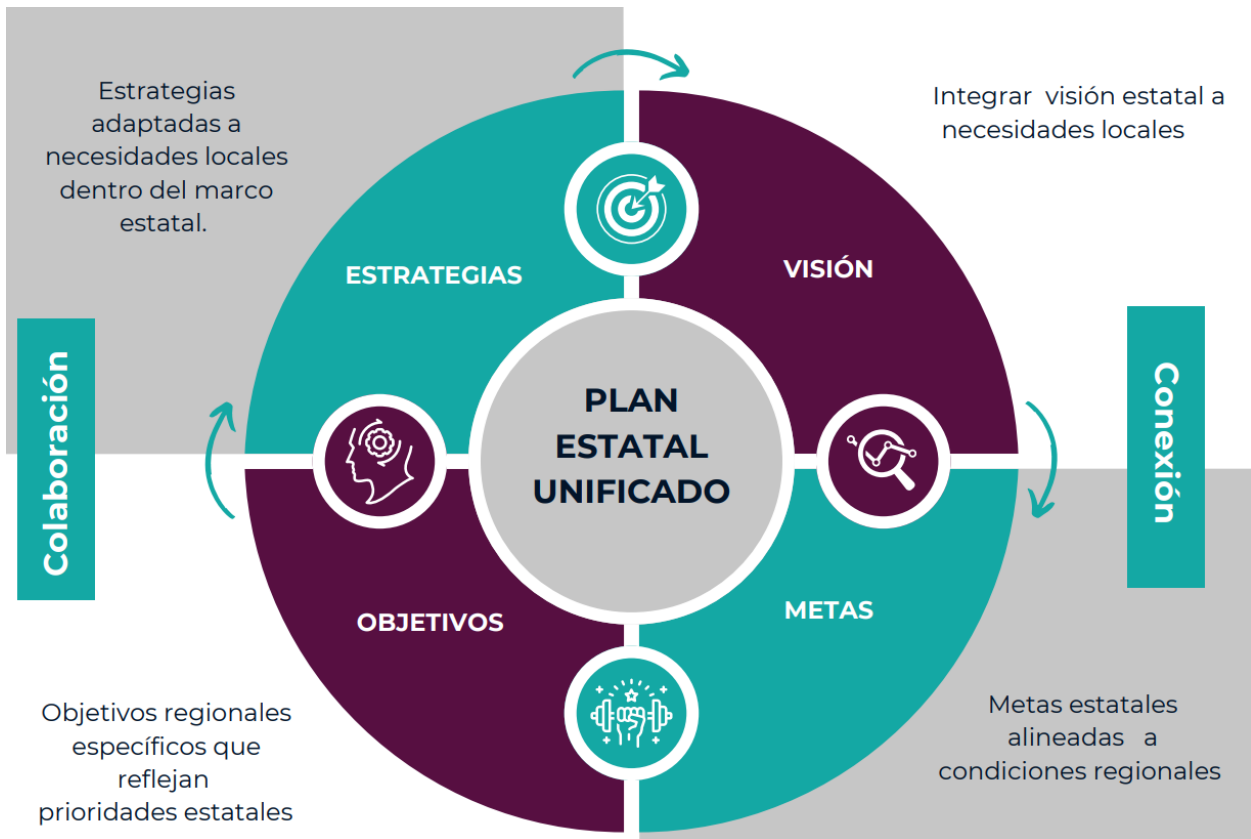 Estrategias
adaptadas a
necesidades locales
dentro del marco
estatal.
Integrar visión estatal a
necesidades locales
ESTRATEGIAS
VISIÓN
Colaboración
PLAN
ESTATAL
UNIFICADO
Conexión
OBJETIVOS
METAS
Objetivos regionales
específicos que
reflejan
prioridades estatales
Metas estatales
alineadas a
condiciones regionales